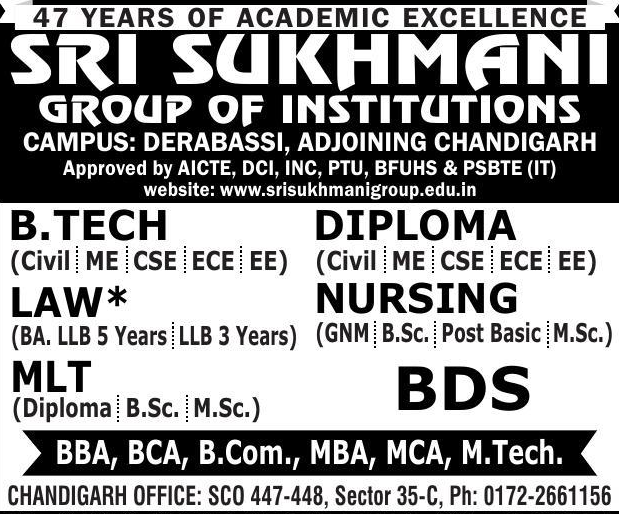 47 YEARS OF ACADEMIC EXCELLENCE
SRI SUKHMANI
GROUP OF INSTITUTIONS
CAMPUS: DERABASSI, ADJOINING CHANDIGARH
Approved by AICTE, DCI, INC, PTU, BFUHS & PSBTE (IT)
website: www.srisukhmanigroup.edu.in
B.TECH
(Civil ME CSE ECE EE)
DIPLOMA
(Civil ME CSE ECE EE)
LAW*
(BA. LLB 5 Years LLB 3 Years)
NURSING
(GNM B.Sc. Post Basic M.Sc.)
MLT
(Diploma B.Sc. M.Sc.)
BDS
BBA, BCA, B.Com., MBA, MCA, M.Tech.
CHANDIGARH OFFICE: SCO 447-448, Sector 35-C, Ph: 0172-2661156